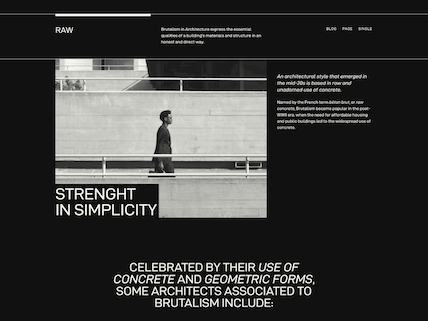 RAW
Brutalism in Architecture express the essential
qualities of a building's materials and structure in an
honest and direct way.
BLOG PAGE SINGLE
An architectural style that emerged in
the mid-20s is based in raw and
unadorned use of concrete.
Named by the French term béton-brut, or raw
concrete, Brutalism became popular in the post-
WWII era, when the need for affordable housing
and public buildings led to the widespread use of
concrete.
STRENGHT
IN SIMPLICITY
CELEBRATED BY THEIR USE OF
CONCRETE AND GEOMETRIC FORMS,
SOME ARCHITECTS ASSOCIATED TO
BRUTALISM INCLUDE: